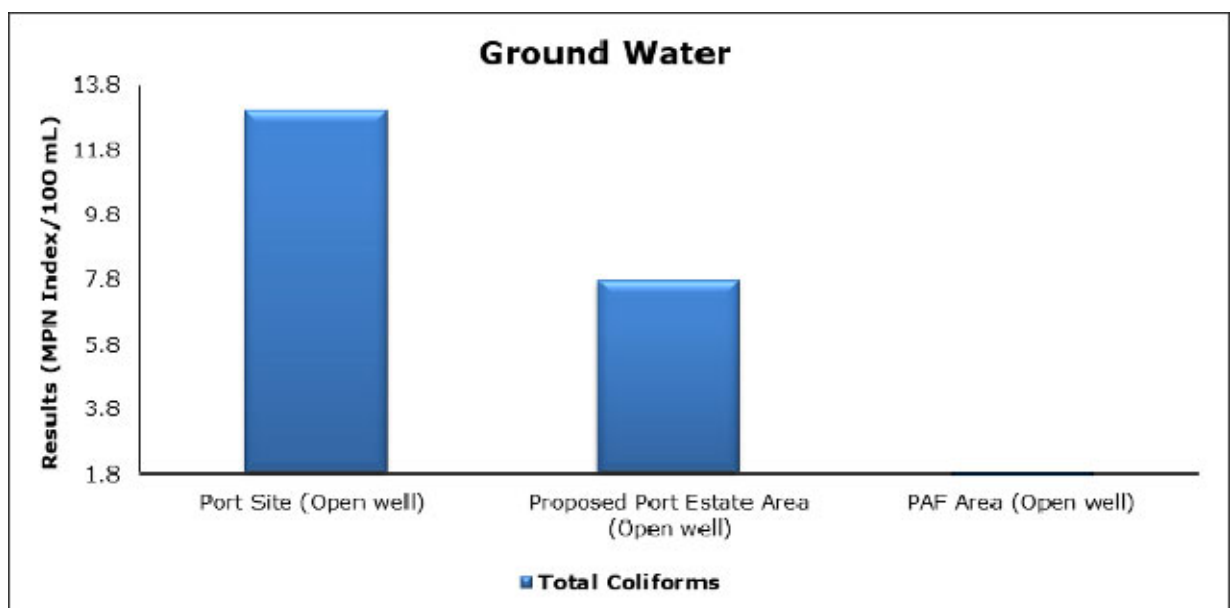 Ground Water
Results (MPN Index/100 mL)
13.8
11.8
9.8
7.8
5.8
3.8
1.8
Port Site (Open well)
Proposed Port Estate Area
(Open well)
PAF Area (Open well)
Total Coliforms